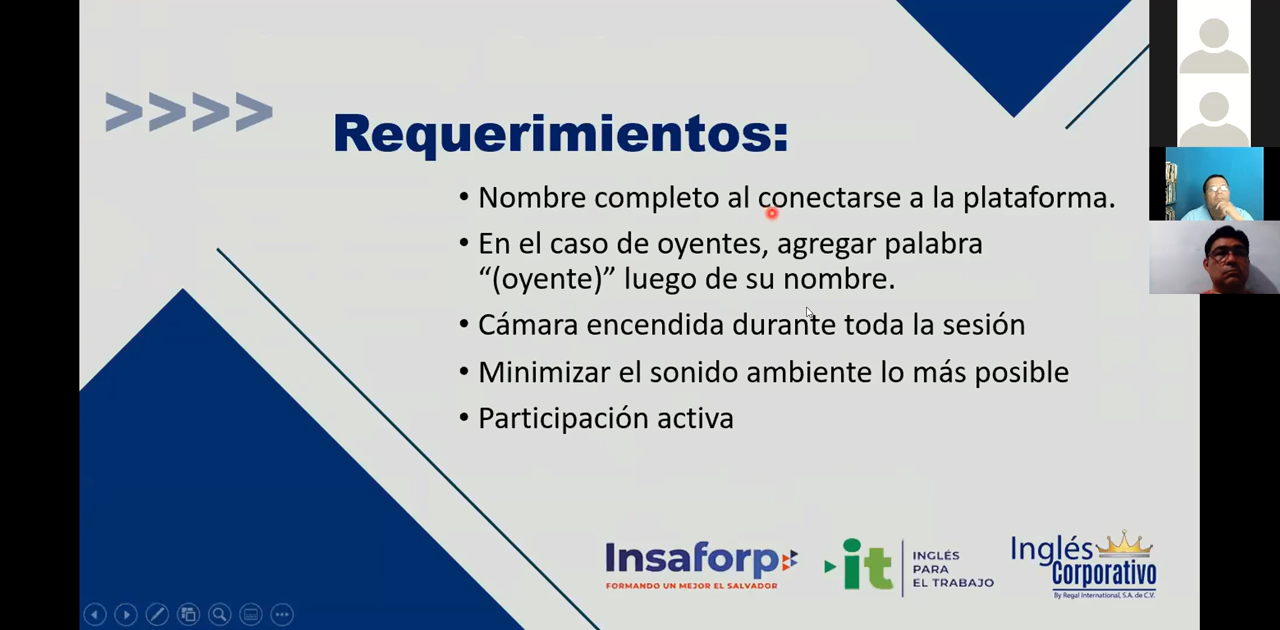 >>>>
Requerimientos:
• Nombre completo al conectarse a la plataforma.
• En el caso de oyentes, agregar palabra
“(oyente)” luego de su nombre.
• Cámara encendida durante toda la sesión
• Minimizar el sonido ambiente lo más posible
• Participación activa
Insaforp
FORMANDO UN MEJOR EL SALVADOR
it
INGLÉS
PARA
EL TRABAJO
Inglés
Corporativo
By Regal International, S.A. de C.V.